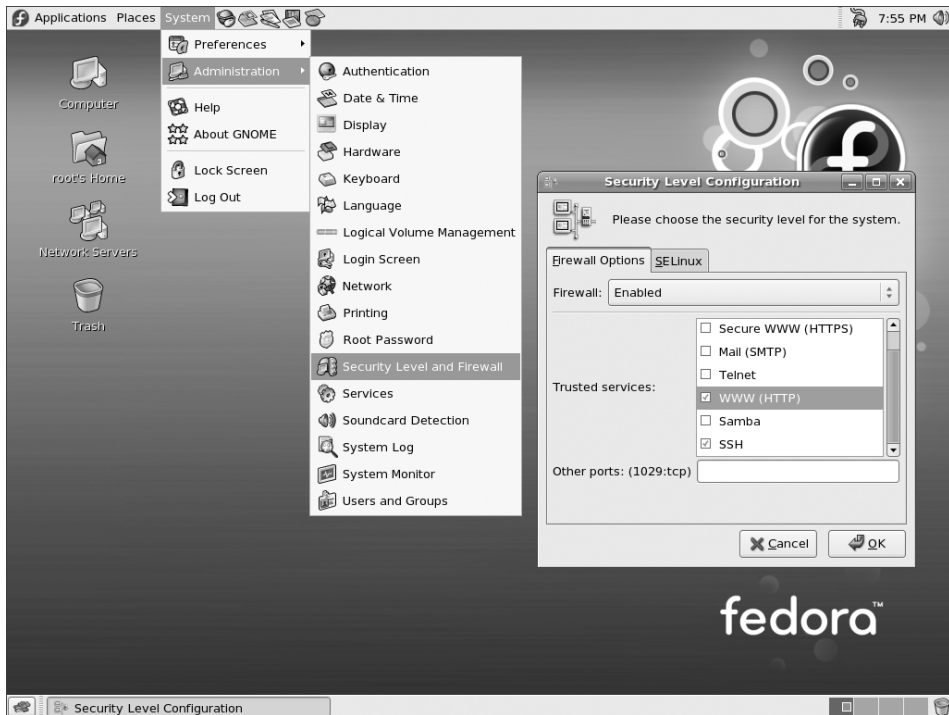 Applications Places System 7:55 PM
Computer
root's Home
Network Servers
Trash
Preferences
Administration
Help
About GNOME
Lock Screen
Log Out
Authentication
Date & Time
Display
Hardware
Keyboard
Language
Logical Volume Management
Login Screen
Network
Printing
Root Password
Security Level and Firewall
Services
Soundcard Detection
System Log
System Monitor
Users and Groups
Security Level Configuration
Please choose the security level for the system.
Firewall Options SELinux
Firewall: Enabled
Trusted services:
Secure WWW (HTTPS)
Mail (SMTP)
Telnet
WWW (HTTP)
Samba
SSH
Other ports: (1029:tcp)
Cancel OK
fedora™
Security Level Configuration